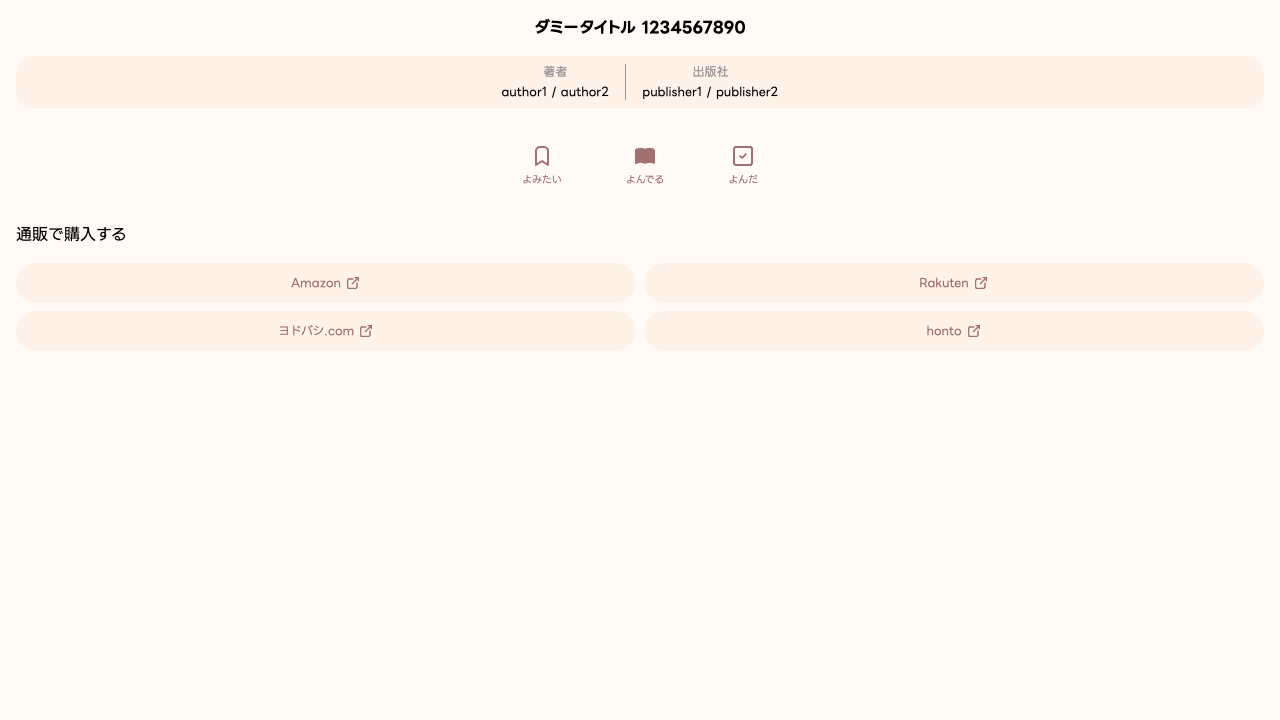 ダミータイトル 1234567890
著者
author1 / author2
出版社
publisher1 / publisher2
よみたい
よんでる
よんだ
通販で購入する
Amazon
Rakuten
ヨドバシ.com
honto